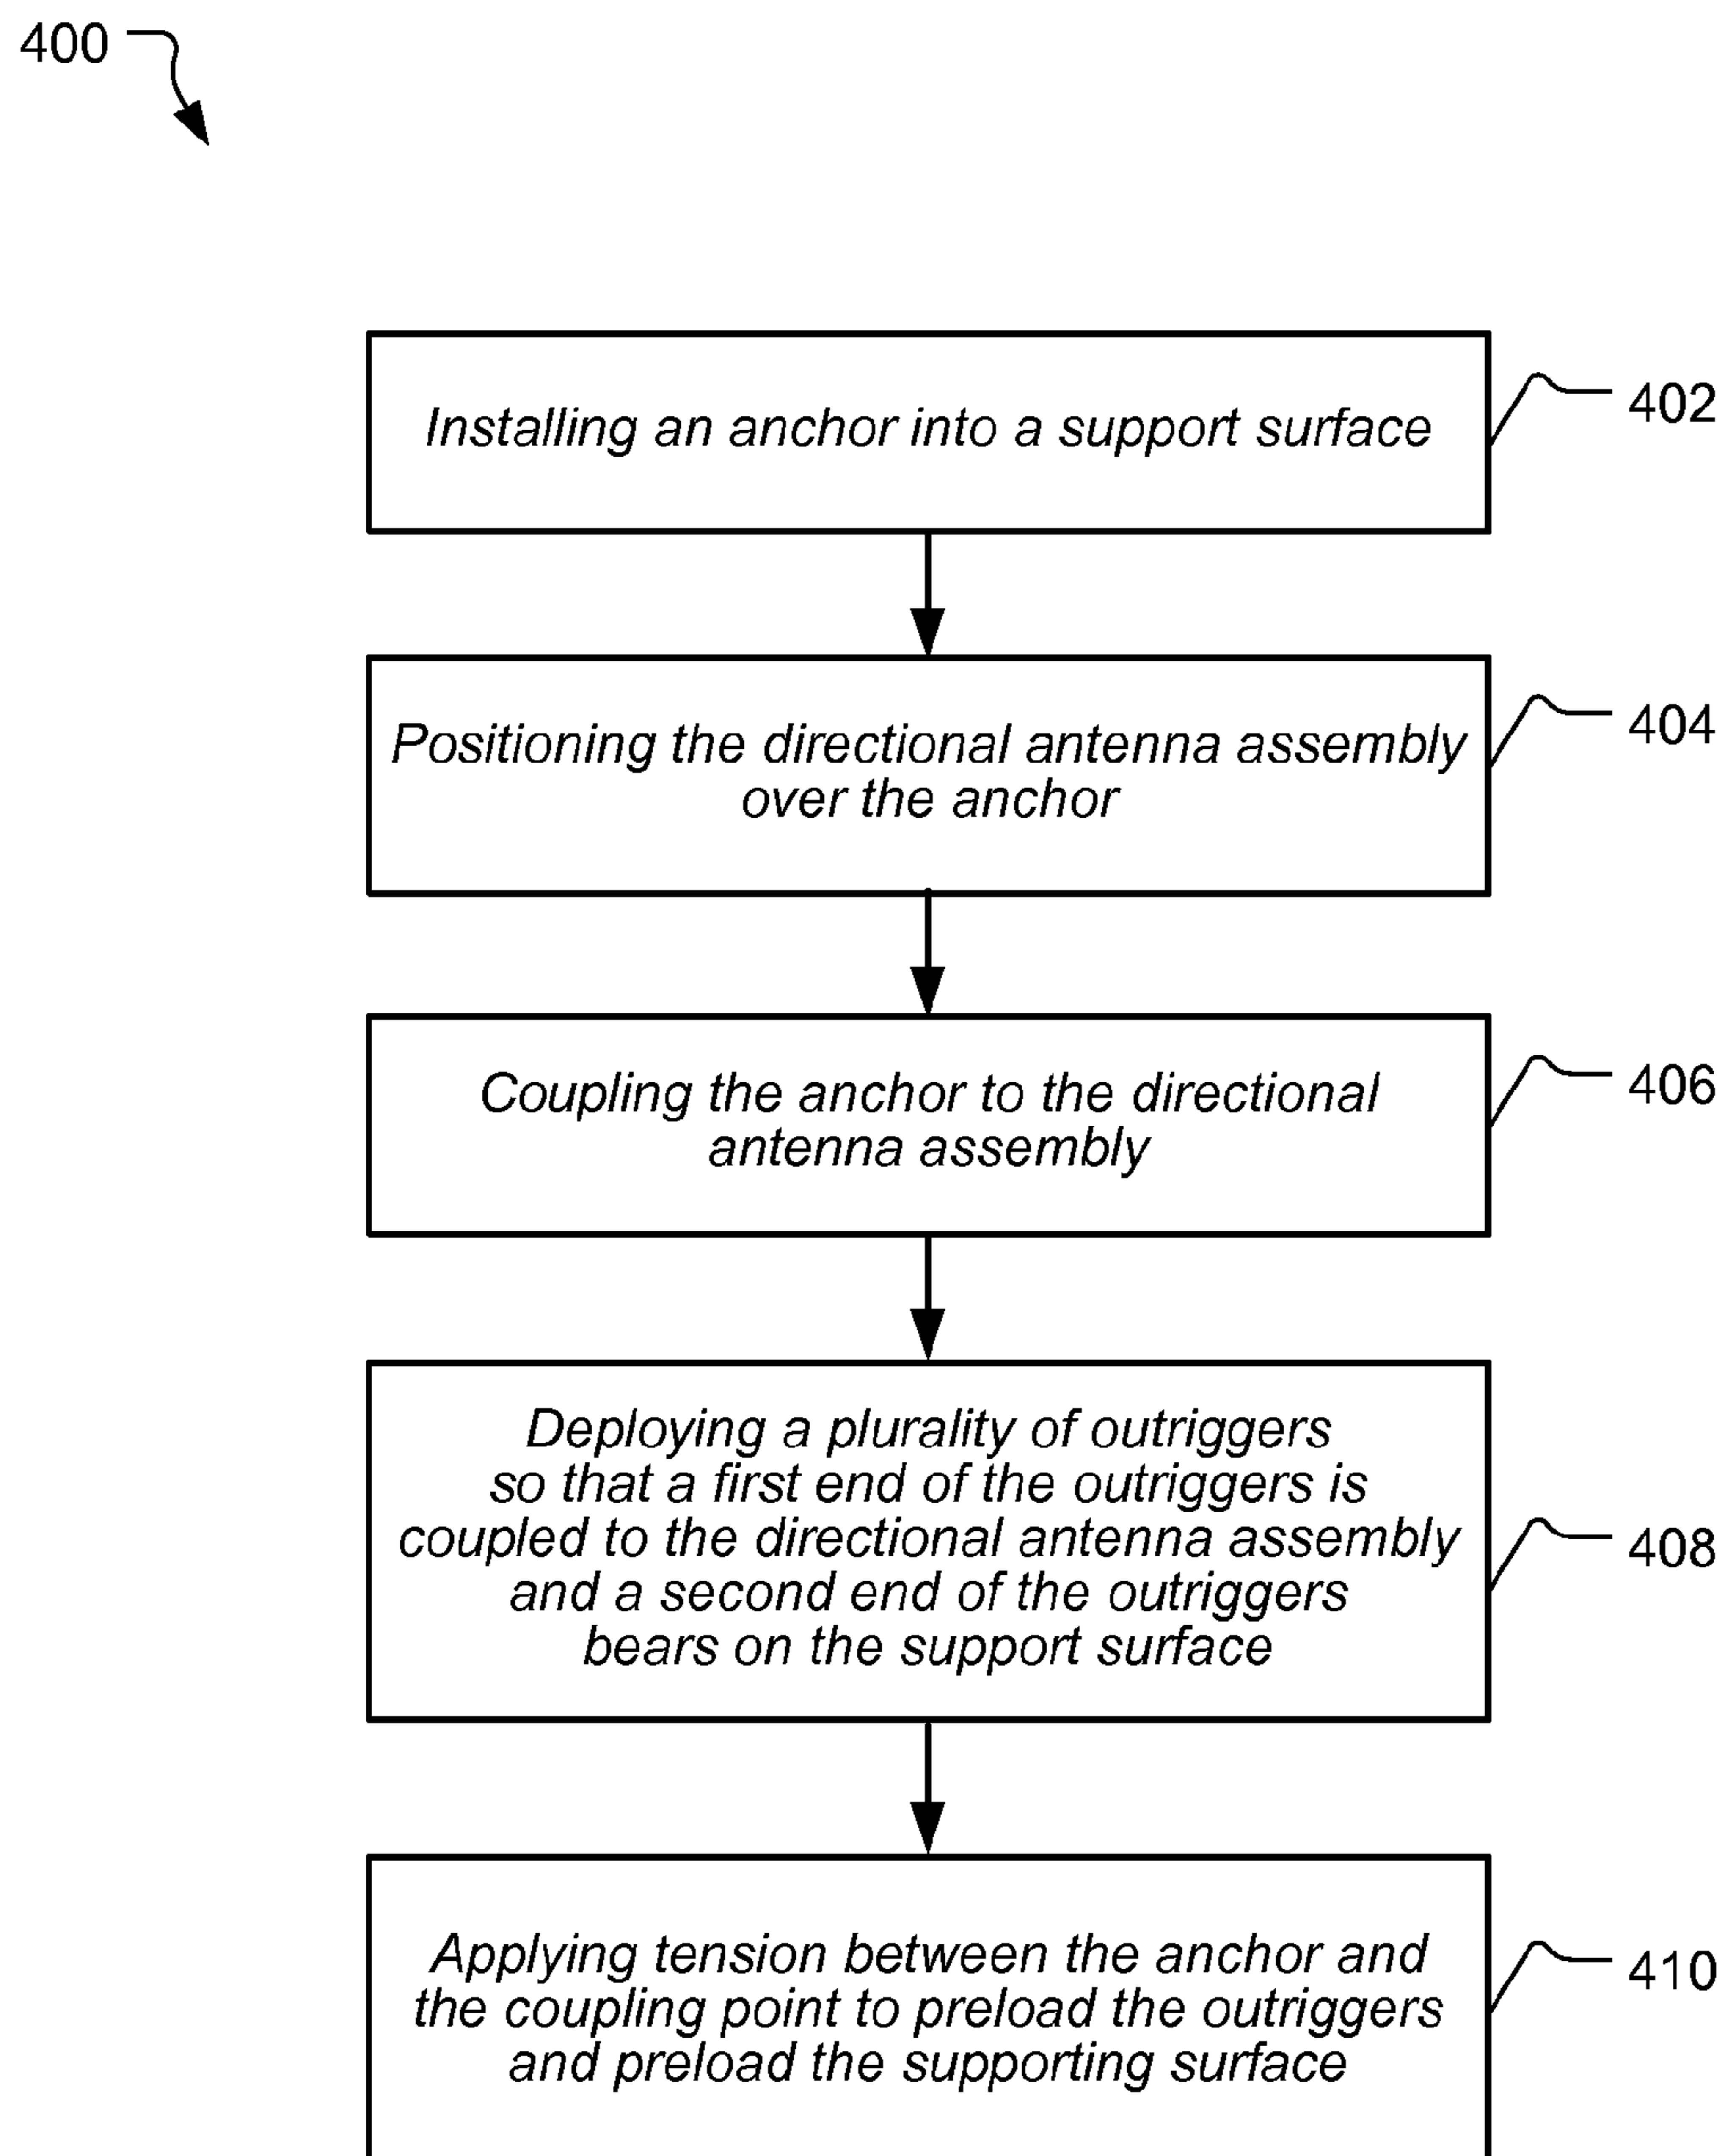 400
Installing an anchor into a support surface
402
Positioning the directional antenna assembly
over the anchor
404
Coupling the anchor to the directional
antenna assembly
406
Deploying a plurality of outriggers
so that a first end of the outriggers is
coupled to the directional antenna assembly
and a second end of the outriggers
bears on the support surface
408
Applying tension between the anchor and
the coupling point to preload the outriggers
and preload the supporting surface
410